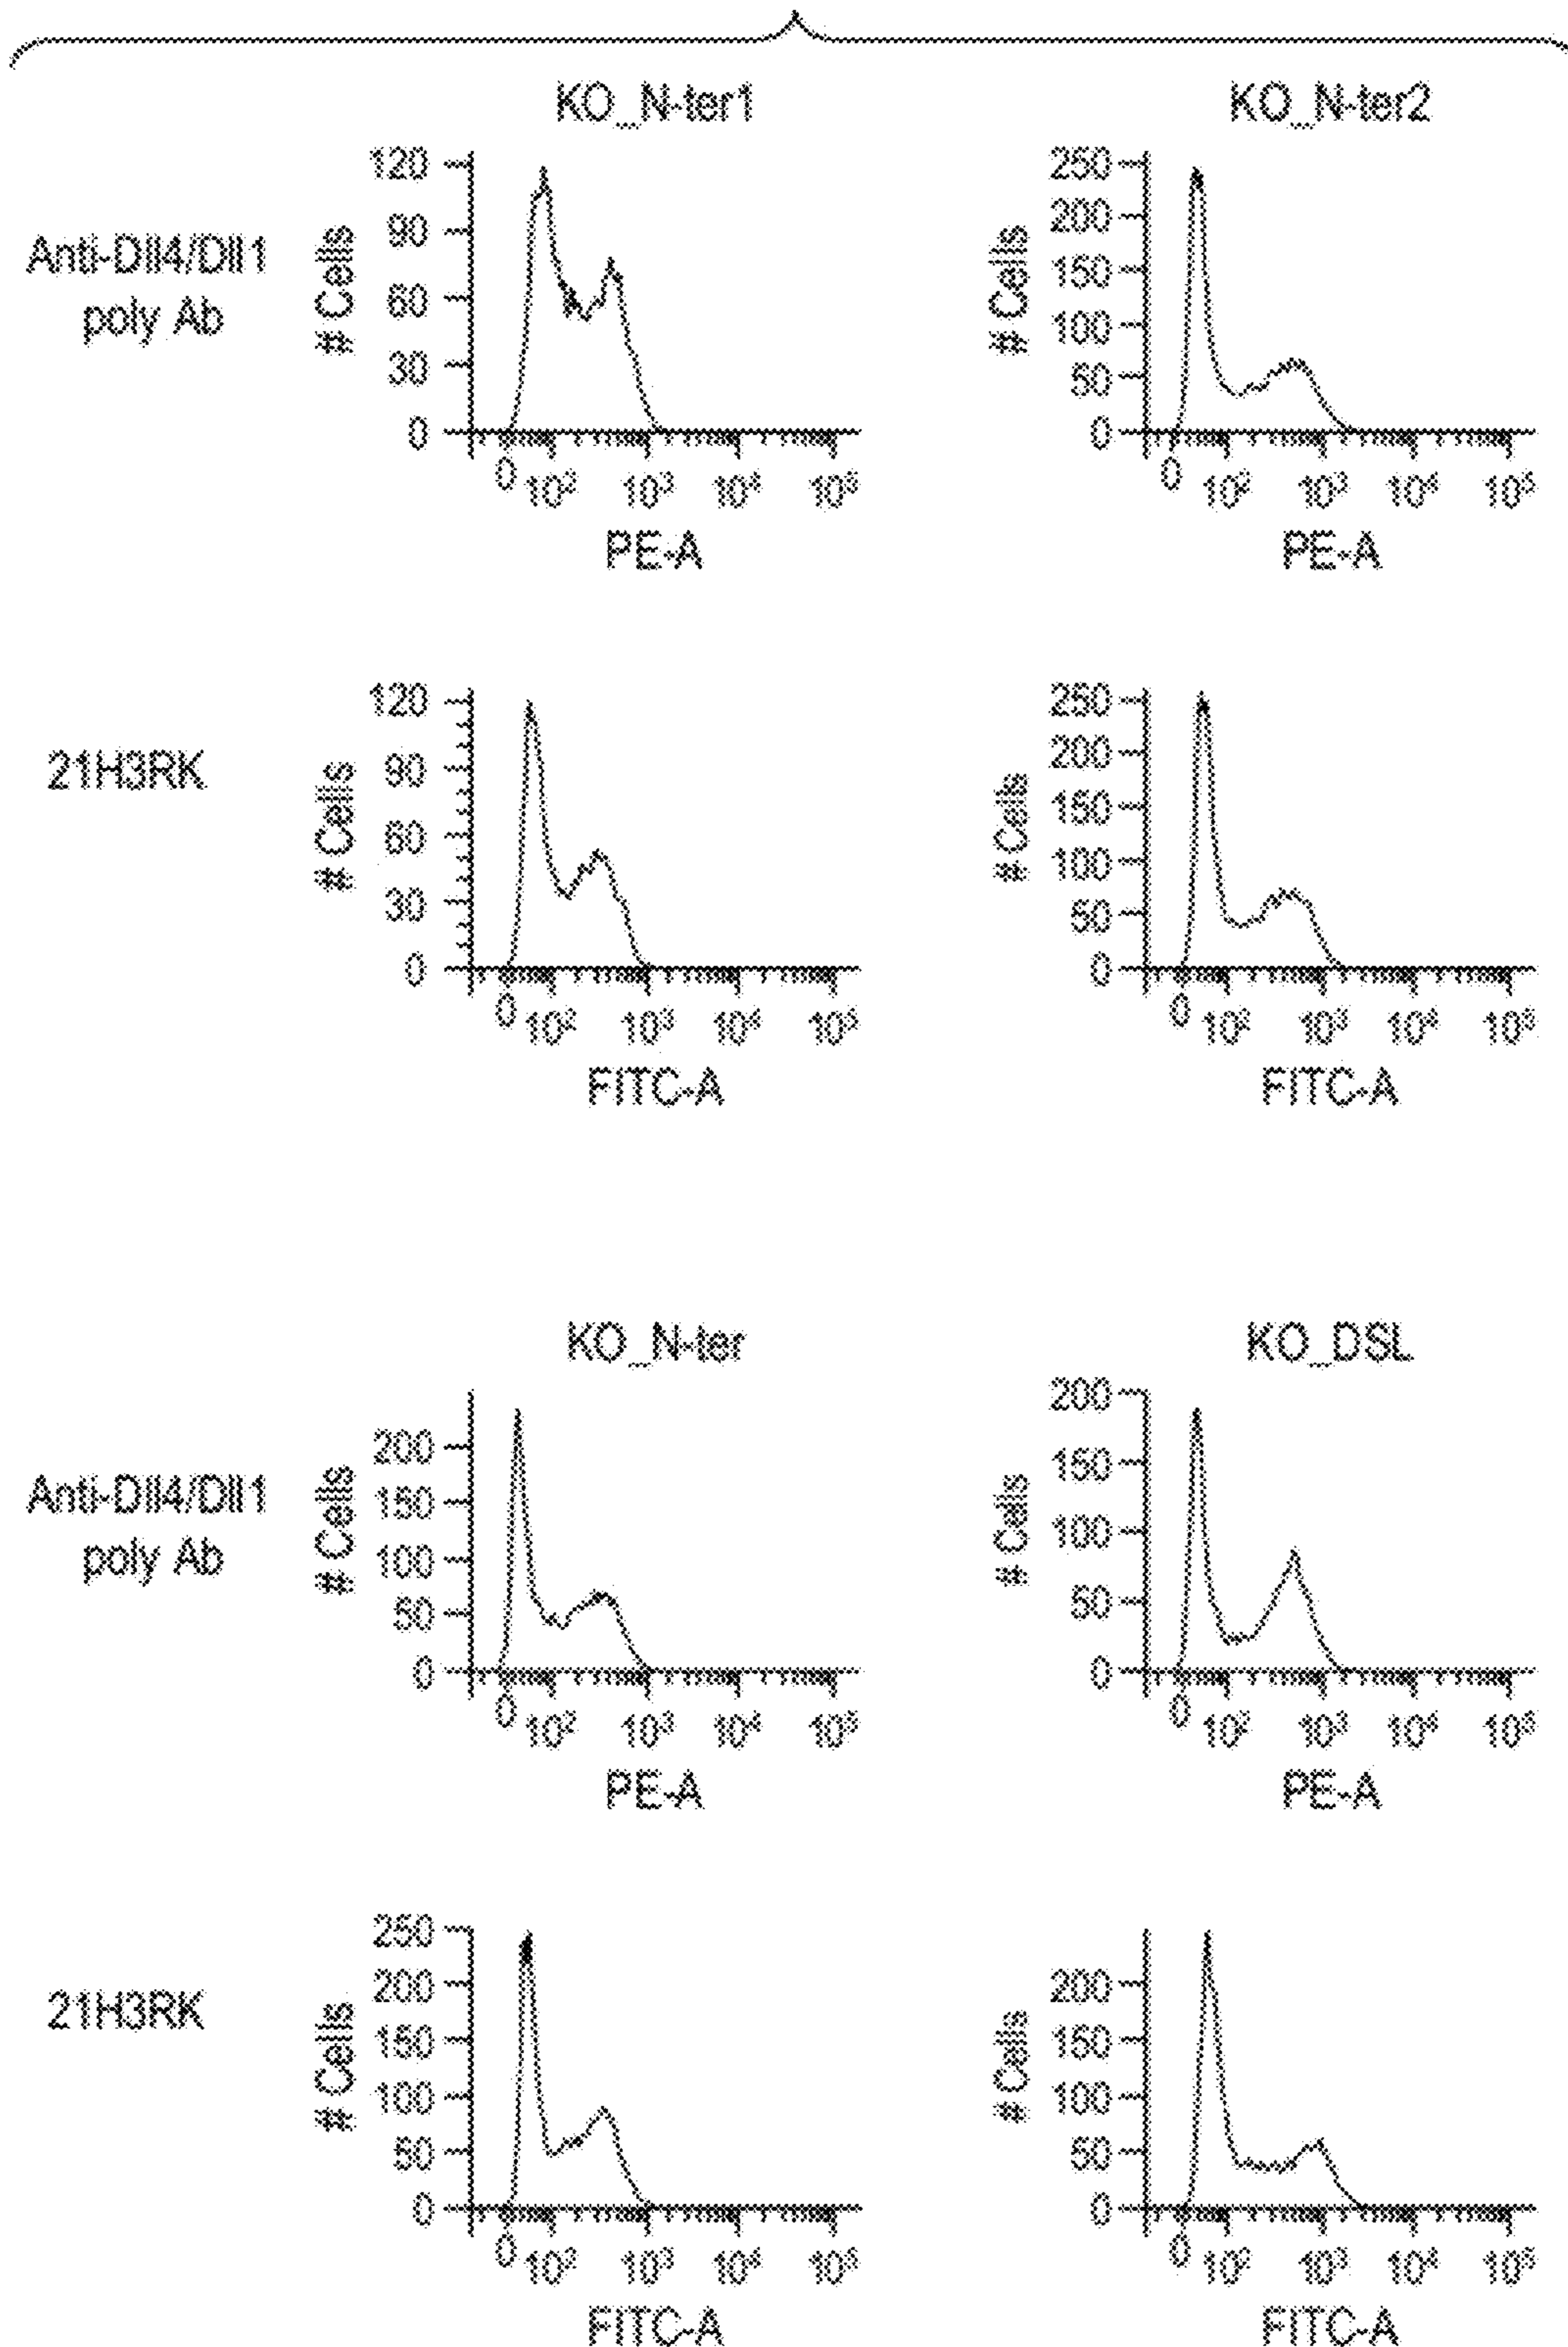 KO_N-ter1 KO_N-ter2
Anti-Dll4/Dll1
poly Ab
# Cells
120
90
60
30
0
0 10² 10³ 10⁴ 10⁵
PE-A
# Cells
250
200
150
100
50
0
0 10² 10³ 10⁴ 10⁵
PE-A
21H3RK
# Cells
120
90
60
30
0
0 10² 10³ 10⁴ 10⁵
FITC-A
# Cells
250
200
150
100
50
0
0 10² 10³ 10⁴ 10⁵
FITC-A
KO_N-ter KO_DSL
Anti-Dll4/Dll1
poly Ab
# Cells
200
150
100
50
0
0 10² 10³ 10⁴ 10⁵
PE-A
# Cells
200
150
100
50
0
0 10² 10³ 10⁴ 10⁵
PE-A
21H3RK
# Cells
250
200
150
100
50
0
0 10² 10³ 10⁴ 10⁵
FITC-A
# Cells
200
150
100
50
0
0 10² 10³ 10⁴ 10⁵
FITC-A